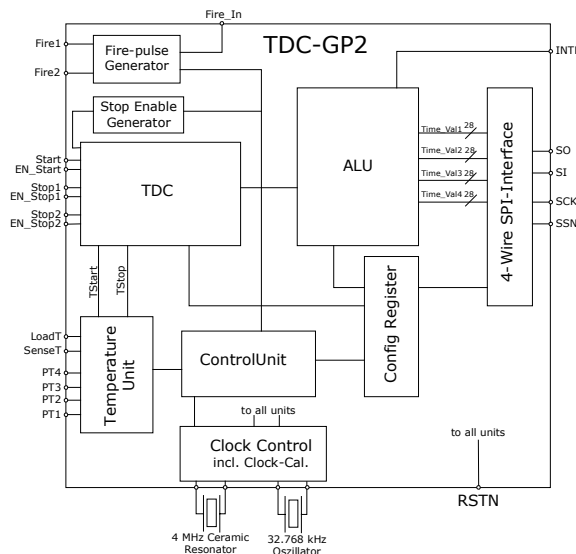 Fire_In
TDC-GP2
Fire1
Fire2
Fire-pulse
Generator
Stop Enable
Generator
Start
EN_Start
Stop1
EN_Stop1
Stop2
EN_Stop2
TDC
ALU
Time_Val1 28
Time_Val2 28
Time_Val3 28
Time_Val4 28
4-Wire SPI-Interface
SO
SI
SCK
SSN
TStart
TStop
Config Register
LoadT
SenseT
PT4
PT3
PT2
PT1
Temperature
Unit
ControlUnit
to all units
Clock Control
incl. Clock-Cal.
to all units
RSTN
4 MHz Ceramic
Resonator
32.768 kHz
Oszillator